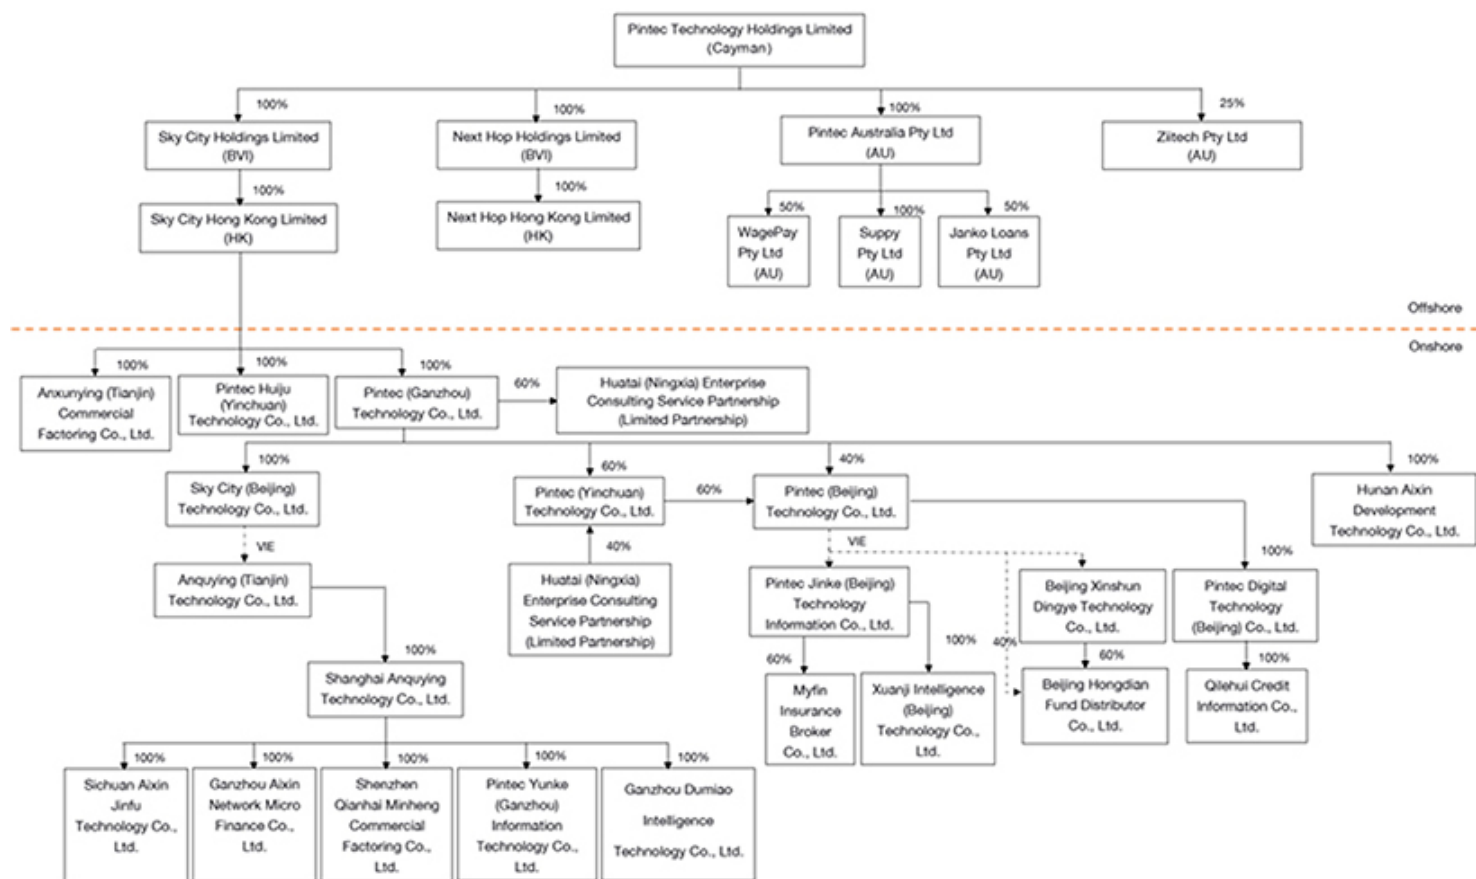 Pintec Technology Holdings Limited
(Cayman)
100%
100%
100%
25%
Sky City Holdings Limited
(BVI)
Next Hop Holdings Limited
(BVI)
Pintec Australia Pty Ltd
(AU)
Ziitech Pty Ltd
(AU)
100%
100%
Sky City Hong Kong Limited
(HK)
Next Hop Hong Kong Limited
(HK)
50%
100%
50%
WagePay
Pty Ltd
(AU)
Suppy
Pty Ltd
(AU)
Janko Loans
Pty Ltd
(AU)
Offshore
Onshore
100%
100%
100%
Anxunying (Tianjin)
Commercial
Factoring Co., Ltd.
Pintec Huiju
(Yinchuan)
Technology Co., Ltd.
Pintec (Ganzhou)
Technology Co., Ltd.
60%
Huatai (Ningxia) Enterprise
Consulting Service Partnership
(Limited Partnership)
100%
60%
40%
100%
Sky City (Beijing)
Technology Co., Ltd.
Pintec (Yinchuan)
Technology Co., Ltd.
60%
Pintec (Beijing)
Technology Co., Ltd.
Hunan Aixin
Development
Technology Co., Ltd.
VIE
40%
VIE
100%
Anquying (Tianjin)
Technology Co., Ltd.
Huatai (Ningxia)
Enterprise Consulting
Service Partnership
(Limited Partnership)
Pintec Jinke (Beijing)
Technology
Information Co., Ltd.
Beijing Xinshun
Dingye Technology
Co., Ltd.
Pintec Digital
Technology
(Beijing) Co., Ltd.
100%
60%
100%
40%
60%
100%
Shanghai Anquying
Technology Co., Ltd.
Myfin
Insurance
Broker
Co., Ltd.
Xuanji Intelligence
(Beijing)
Technology Co.,
Ltd.
Beijing Hongdian
Fund Distributor
Co., Ltd.
Qilehui Credit
Information Co.,
Ltd.
100%
100%
100%
100%
100%
Sichuan Aixin
Jinfu
Technology Co.,
Ltd.
Ganzhou Aixin
Network Micro
Finance Co.,
Ltd.
Shenzhen
Qianhai Minheng
Commercial
Factoring Co.,
Ltd.
Pintec Yunke
(Ganzhou)
Information
Technology Co.,
Ltd.
Ganzhou Dumiao
Intelligence
Technology Co., Ltd.